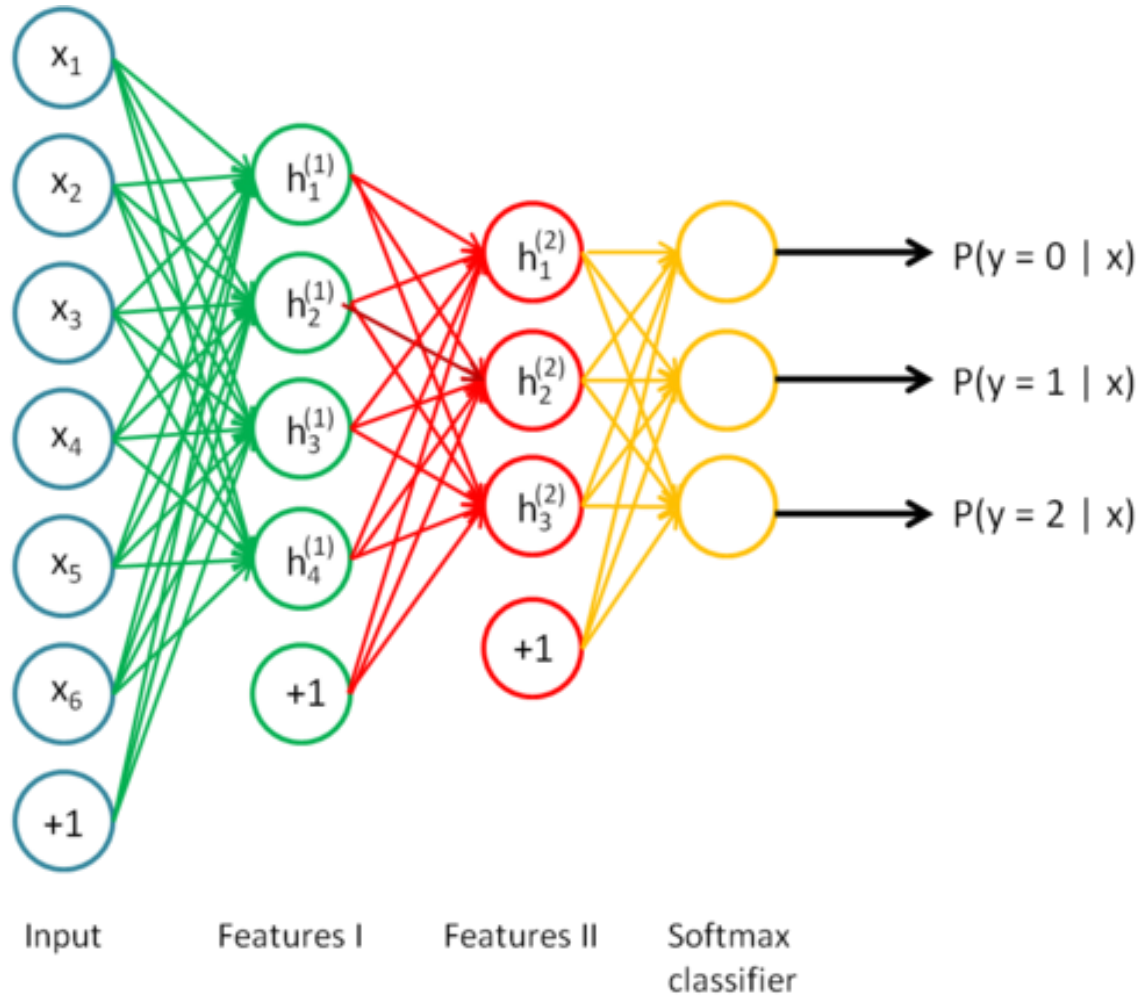 x₁
x₂
x₃
x₄
x₅
x₆
+1
Input
h₁⁽¹⁾
h₂⁽¹⁾
h₃⁽¹⁾
h₄⁽¹⁾
+1
Features I
h₁⁽²⁾
h₂⁽²⁾
h₃⁽²⁾
+1
Features II
Softmax
classifier
P(y = 0 | x)
P(y = 1 | x)
P(y = 2 | x)